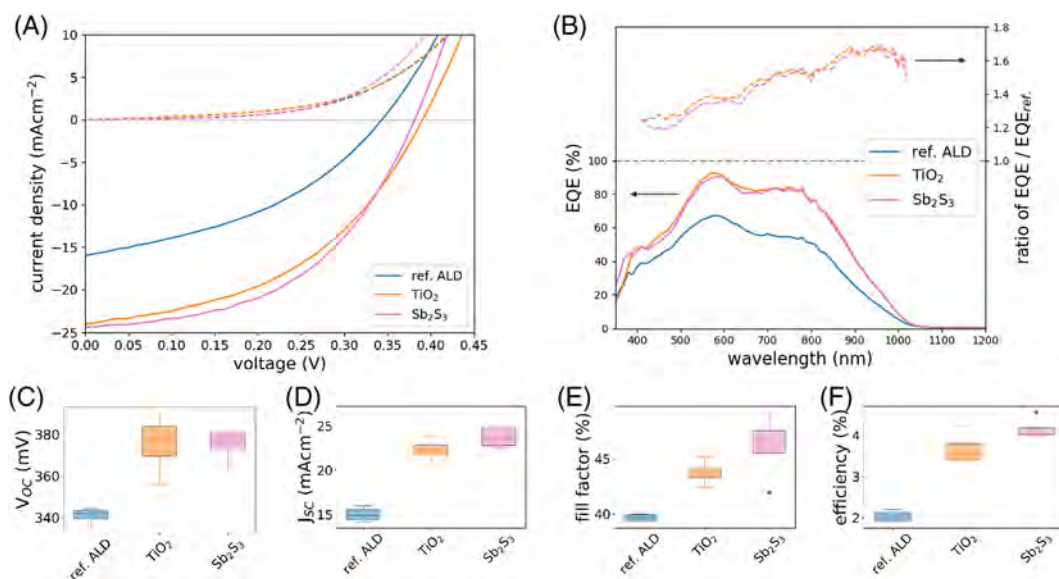 (A)
current density (mAcm⁻²)
10
5
0
−5
−10
−15
−20
−25
0.00 0.05 0.10 0.15 0.20 0.25 0.30 0.35 0.40 0.45
voltage (V)
ref. ALD
TiO₂
Sb₂S₃
(B)
EQE (%)
100
80
60
40
20
0
400 500 600 700 800 900 1000 1100 1200
wavelength (nm)
ref. ALD
TiO₂
Sb₂S₃
1.8
1.6
1.4
1.2
1.0
ratio of EQE / EQE_ref.
(C)
V_OC (mV)
380
360
340
ref. ALD TiO₂ Sb₂S₃
(D)
J_SC (mAcm⁻²)
25
20
15
ref. ALD TiO₂ Sb₂S₃
(E)
fill factor (%)
45
40
ref. ALD TiO₂ Sb₂S₃
(F)
efficiency (%)
4
3
2
ref. ALD TiO₂ Sb₂S₃